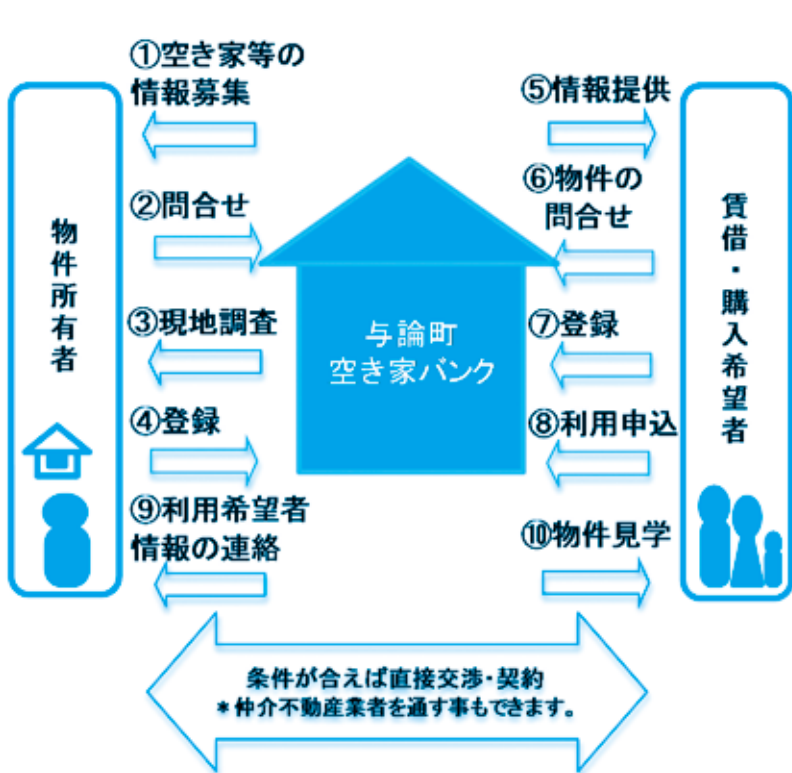 ①空き家等の
情報募集
②問合せ
③現地調査
④登録
⑨利用希望者
情報の連絡
物件所有者
与論町
空き家バンク
⑤情報提供
⑥物件の
問合せ
⑦登録
⑧利用申込
⑩物件見学
賃借・購入希望者
条件が合えば直接交渉・契約
*仲介不動産業者を通す事もできます。